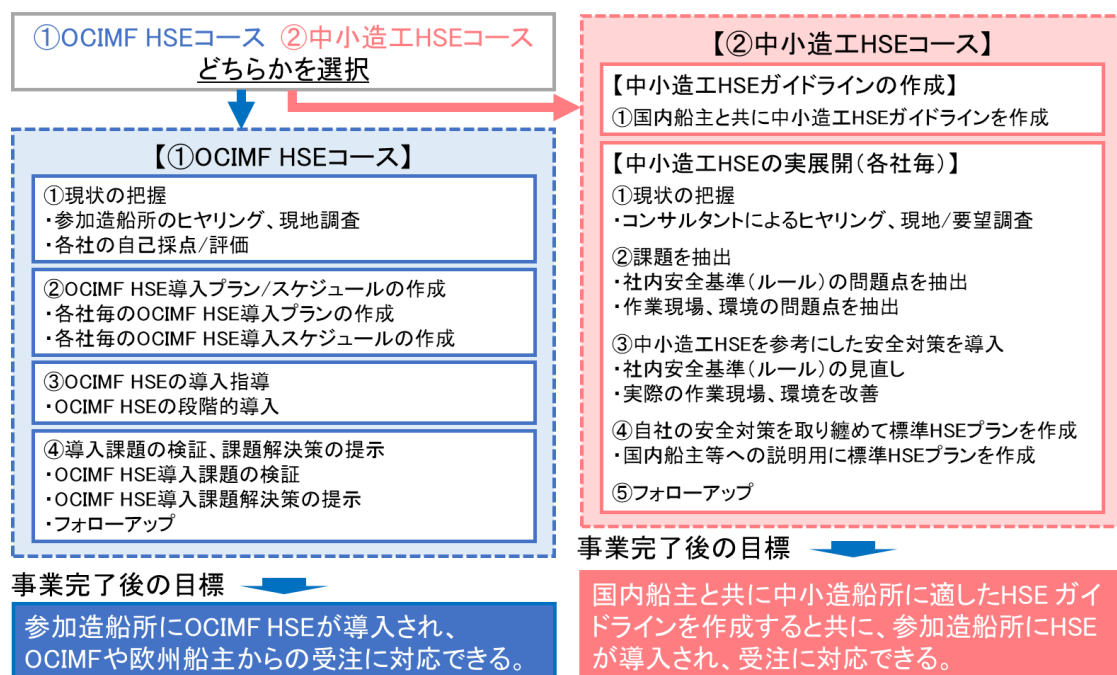 ①OCIMF HSEコース ②中小造工HSEコース
どちらかを選択
【①OCIMF HSEコース】
①現状の把握
・参加造船所のヒヤリング、現地調査
・各社の自己採点/評価
②OCIMF HSE導入プラン/スケジュールの作成
・各社毎のOCIMF HSE導入プランの作成
・各社毎のOCIMF HSE導入スケジュールの作成
③OCIMF HSEの導入指導
・OCIMF HSEの段階的導入
④導入課題の検証、課題解決策の提示
・OCIMF HSE導入課題の検証
・OCIMF HSE導入課題解決策の提示
・フォローアップ
事業完了後の目標
参加造船所にOCIMF HSEが導入され、
OCIMFや欧州船主からの受注に対応できる。
【②中小造工HSEコース】
【中小造工HSEガイドラインの作成】
①国内船主と共に中小造工HSEガイドラインを作成
【中小造工HSEの実展開(各社毎)】
①現状の把握
・コンサルタントによるヒヤリング、現地/要望調査
②課題を抽出
・社内安全基準(ルール)の問題点を抽出
・作業現場、環境の問題点を抽出
③中小造工HSEを参考にした安全対策を導入
・社内安全基準(ルール)の見直し
・実際の作業現場、環境を改善
④自社の安全対策を取り纏めて標準HSEプランを作成
・国内船主等への説明用に標準HSEプランを作成
⑤フォローアップ
事業完了後の目標
国内船主と共に中小造船所に適したHSE ガイ
ドラインを作成すると共に、参加造船所にHSE
が導入され、受注に対応できる。